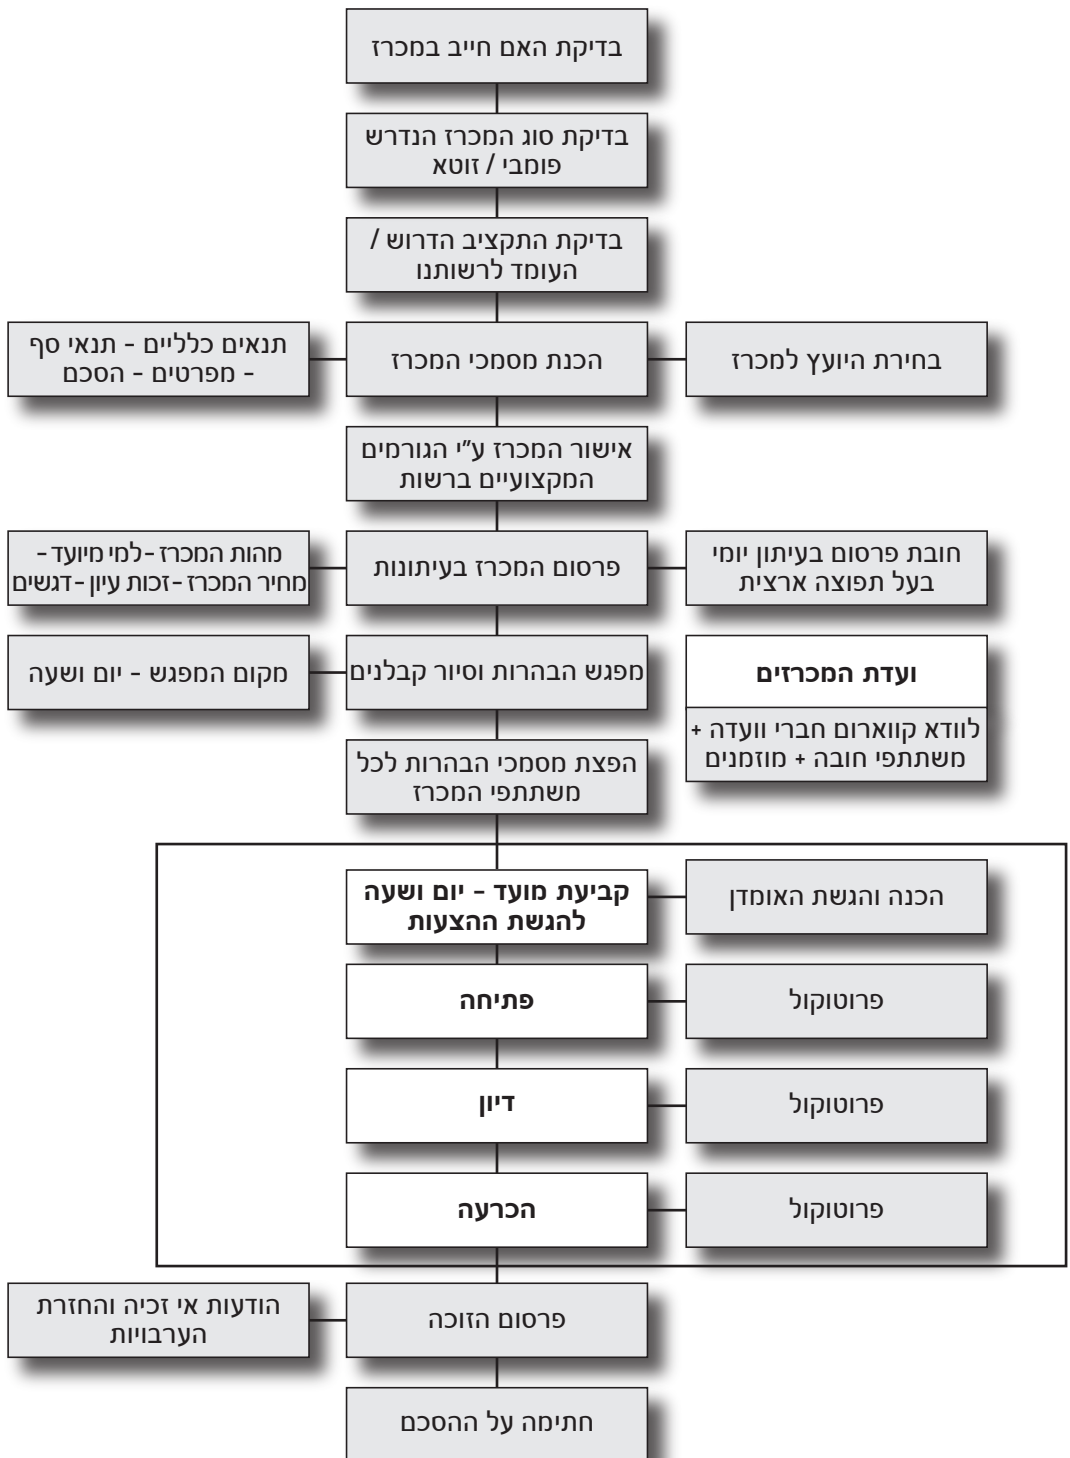 בדיקת האם חייב במכרז
בדיקת סוג המכרז הנדרש
פומבי / זוטא
בדיקת התקציב הדרוש /
העומד לרשותנו
בחירת היועץ למכרז
הכנת מסמכי המכרז
תנאים כלליים - תנאי סף
- מפרטים - הסכם
אישור המכרז ע"י הגורמים
המקצועיים ברשות
חובת פרסום בעיתון יומי
בעל תפוצה ארצית
פרסום המכרז בעיתונות
מהות המכרז - למי מיועד -
מחיר המכרז - זכות עיון - דגשים
ועדת המכרזים
לוודא קווארום חברי וועדה +
משתתפי חובה + מוזמנים
מפגש הבהרות וסיור קבלנים
מקום המפגש - יום ושעה
הפצת מסמכי הבהרות לכל
משתתפי המכרז
הכנה והגשת האומדן
קביעת מועד - יום ושעה
להגשת ההצעות
פרוטוקול
פתיחה
פרוטוקול
דיון
פרוטוקול
הכרעה
פרסום הזוכה
הודעות אי זכיה והחזרת
הערבויות
חתימה על ההסכם